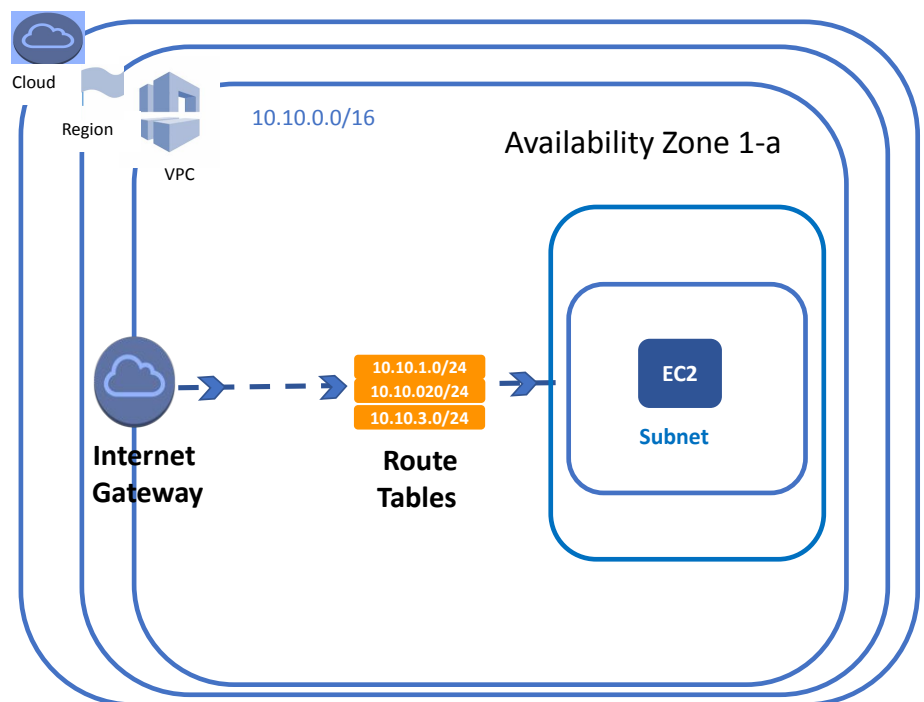 Cloud
Region
VPC
10.10.0.0/16
Availability Zone 1-a
Internet
Gateway
10.10.1.0/24
10.10.020/24
10.10.3.0/24
Route
Tables
EC2
Subnet